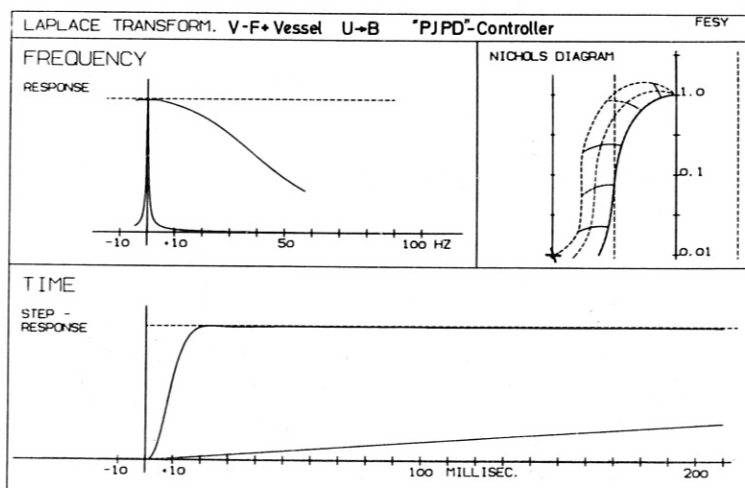 LAPLACE TRANSFORM. V-F+Vessel U→B "PJPD"-Controller FESY
FREQUENCY
RESPONSE
-10 +10 50 100 HZ
NICHOLS DIAGRAM
1.0
0.1
0.01
TIME
STEP -
RESPONSE
-10 +10 100 MILLISEC. 200